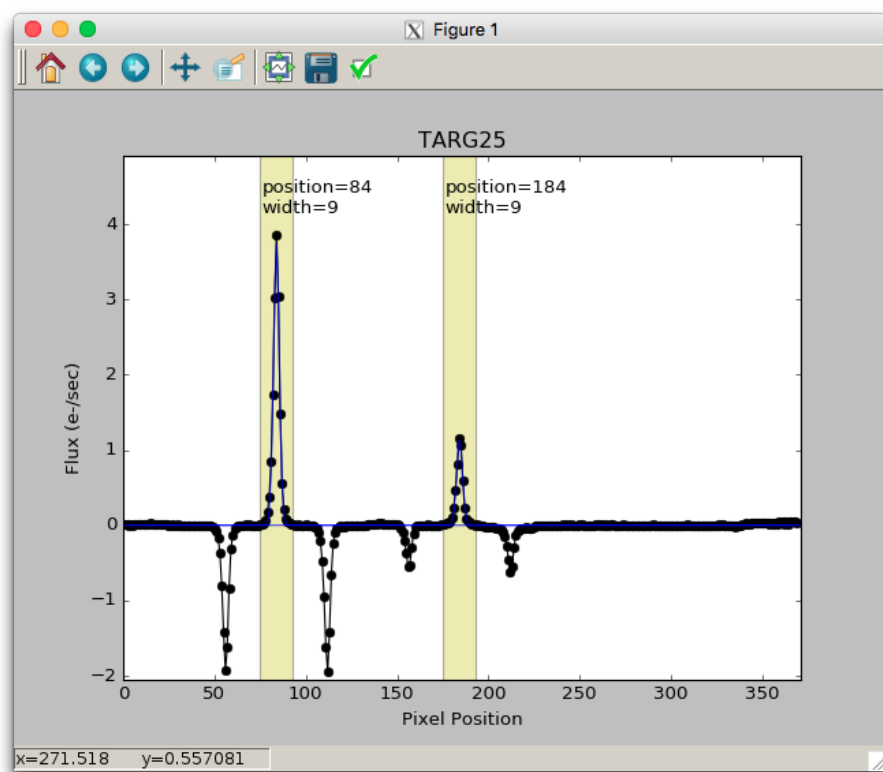 Figure 1
TARG25
position=84
width=9
position=184
width=9
4
3
2
1
0
−1
−2
Flux (e-/sec)
0
50
100
150
200
250
300
350
Pixel Position
x=271.518 y=0.557081